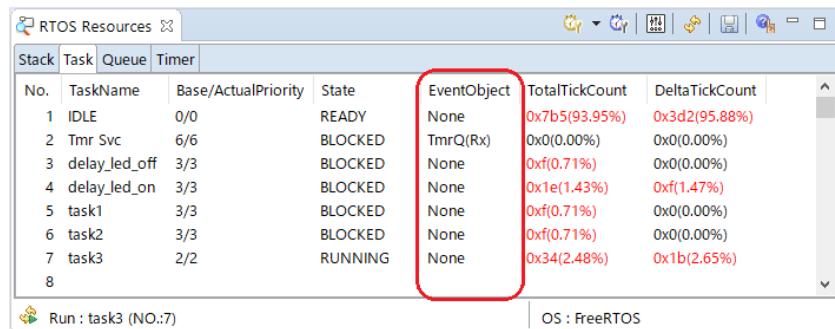 RTOS Resources
Stack Task Queue Timer
No. TaskName Base/ActualPriority State EventObject TotalTickCount DeltaTickCount
1 IDLE 0/0 READY None 0x7b5(93.95%) 0x3d2(95.88%)
2 Tmr Svc 6/6 BLOCKED TmrQ(Rx) 0x0(0.00%) 0x0(0.00%)
3 delay_led_off 3/3 BLOCKED None 0xf(0.71%) 0x0(0.00%)
4 delay_led_on 3/3 BLOCKED None 0x1e(1.43%) 0xf(1.47%)
5 task1 3/3 BLOCKED None 0xf(0.71%) 0x0(0.00%)
6 task2 3/3 BLOCKED None 0xf(0.71%) 0x0(0.00%)
7 task3 2/2 RUNNING None 0x34(2.48%) 0x1b(2.65%)
8
Run : task3 (NO.:7) OS : FreeRTOS